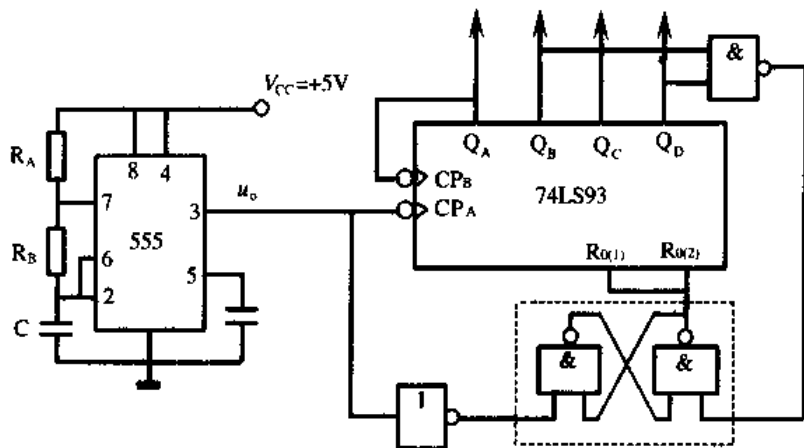 &
V_CC=+5V
R_A
8
4
Q_A
Q_B
Q_C
Q_D
CP_B
7
3
u_o
CP_A
74LS93
555
R_B
6
R_0(1)
R_0(2)
2
5
C
&
&
1